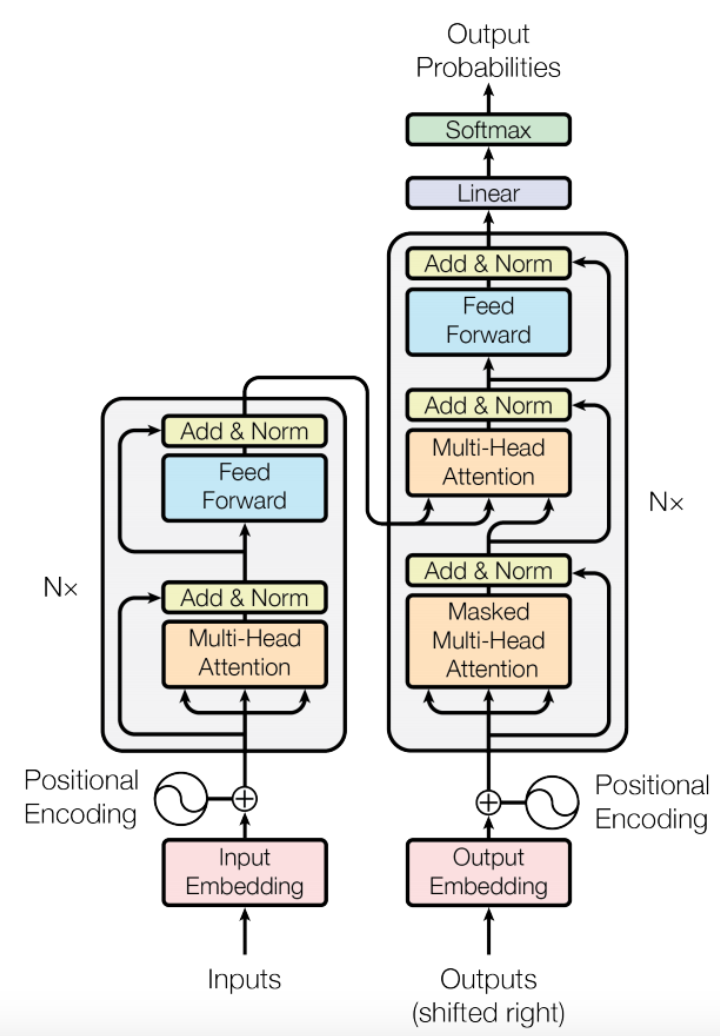 Output
Probabilities
Softmax
Linear
Add & Norm
Feed
Forward
Add & Norm
Multi-Head
Attention
Add & Norm
Masked
Multi-Head
Attention
N×
Add & Norm
Feed
Forward
Add & Norm
Multi-Head
Attention
N×
Positional
Encoding
Positional
Encoding
Input
Embedding
Output
Embedding
Inputs
Outputs
(shifted right)